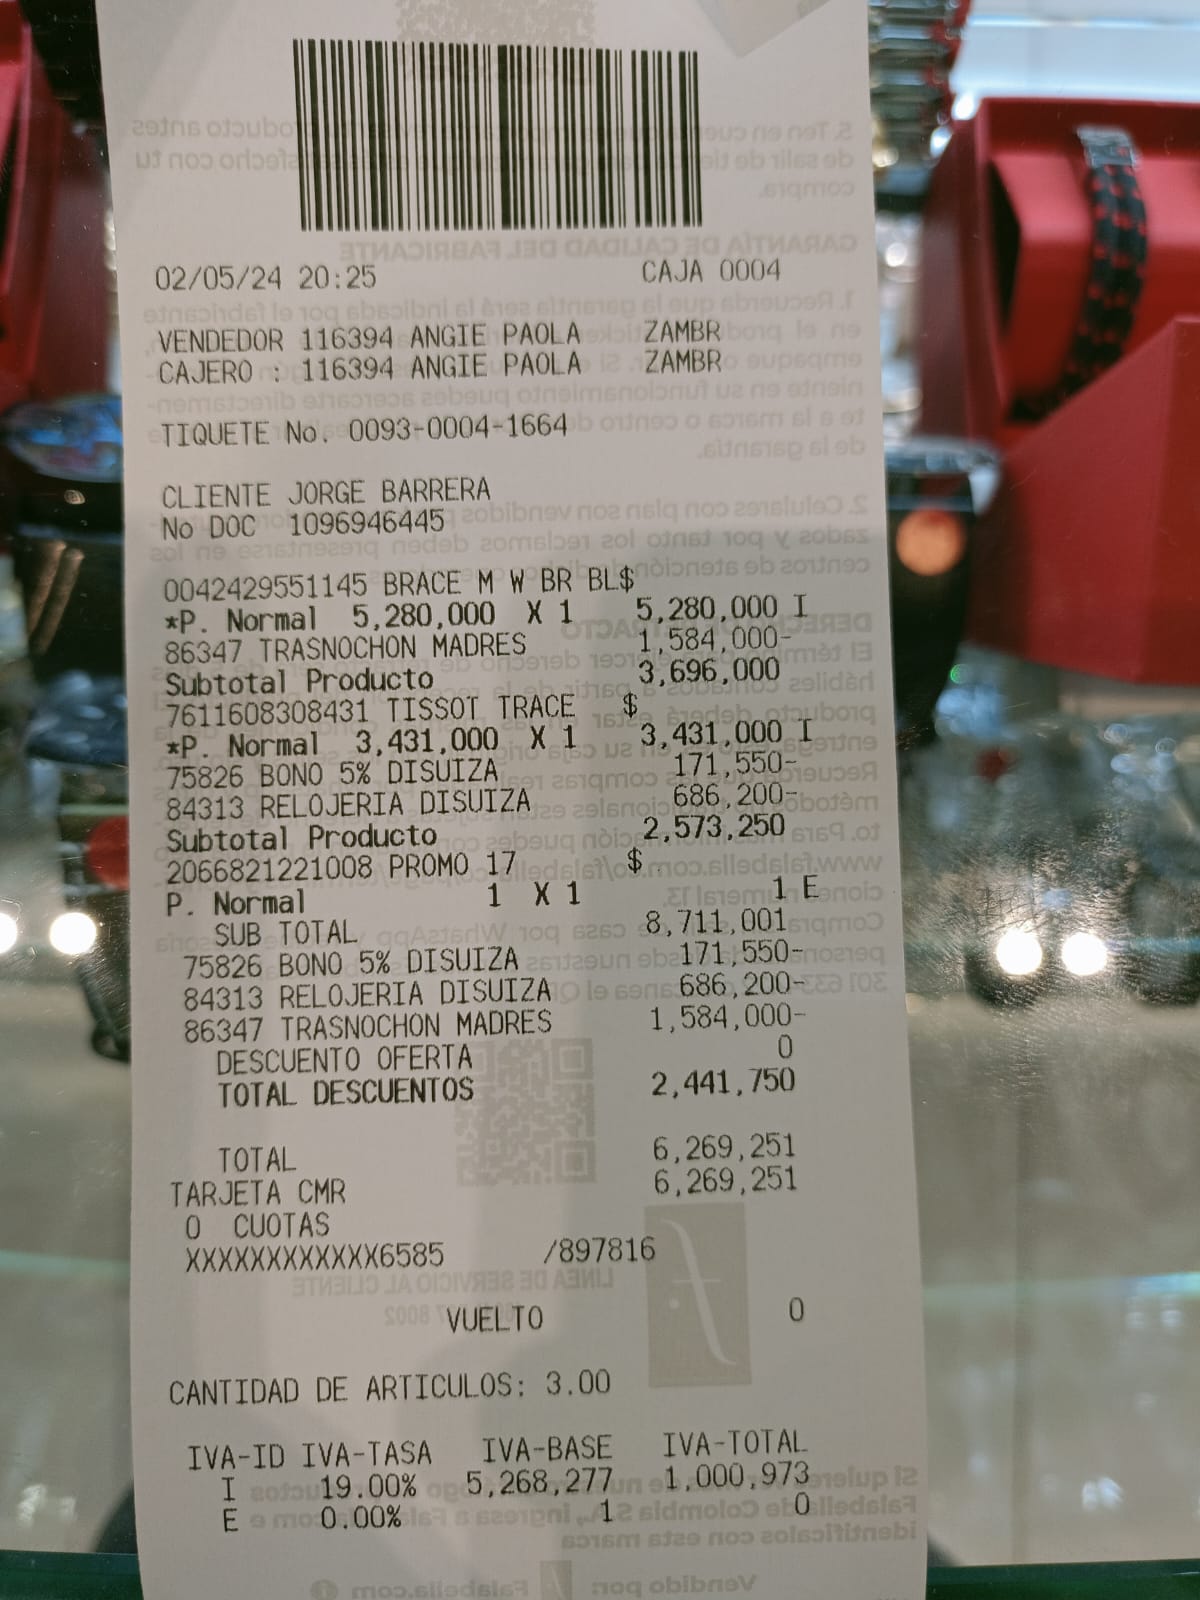 02/05/24 20:25 CAJA 0004
VENDEDOR 116394 ANGIE PAOLA ZAMBR
CAJERO : 116394 ANGIE PAOLA ZAMBR
TIQUETE No. 0093-0004-1664
CLIENTE JORGE BARRERA
No DOC 1096946445
0042429551145 BRACE M W BR BL$
*P. Normal 5,280,000 X 1 5,280,000 I
86347 TRASNOCHON MADRES 1,584,000-
Subtotal Producto 3,696,000
7611608308431 TISSOT TRACE $
*P. Normal 3,431,000 X 1 3,431,000 I
75826 BONO 5% DISUIZA 171,550-
84313 RELOJERIA DISUIZA 686,200-
Subtotal Producto 2,573,250
2066821221008 PROMO 17 $
P. Normal 1 X 1 1 E
SUB TOTAL 8,711,001
75826 BONO 5% DISUIZA 171,550-
84313 RELOJERIA DISUIZA 686,200-
86347 TRASNOCHON MADRES 1,584,000-
DESCUENTO OFERTA 0
TOTAL DESCUENTOS 2,441,750
TOTAL 6,269,251
TARJETA CMR 6,269,251
0 CUOTAS
XXXXXXXXXXXX6585 /897816
VUELTO 0
CANTIDAD DE ARTICULOS: 3.00
IVA-ID IVA-TASA IVA-BASE IVA-TOTAL
I 19.00% 5,268,277 1,000,973
E 0.00% 1 0